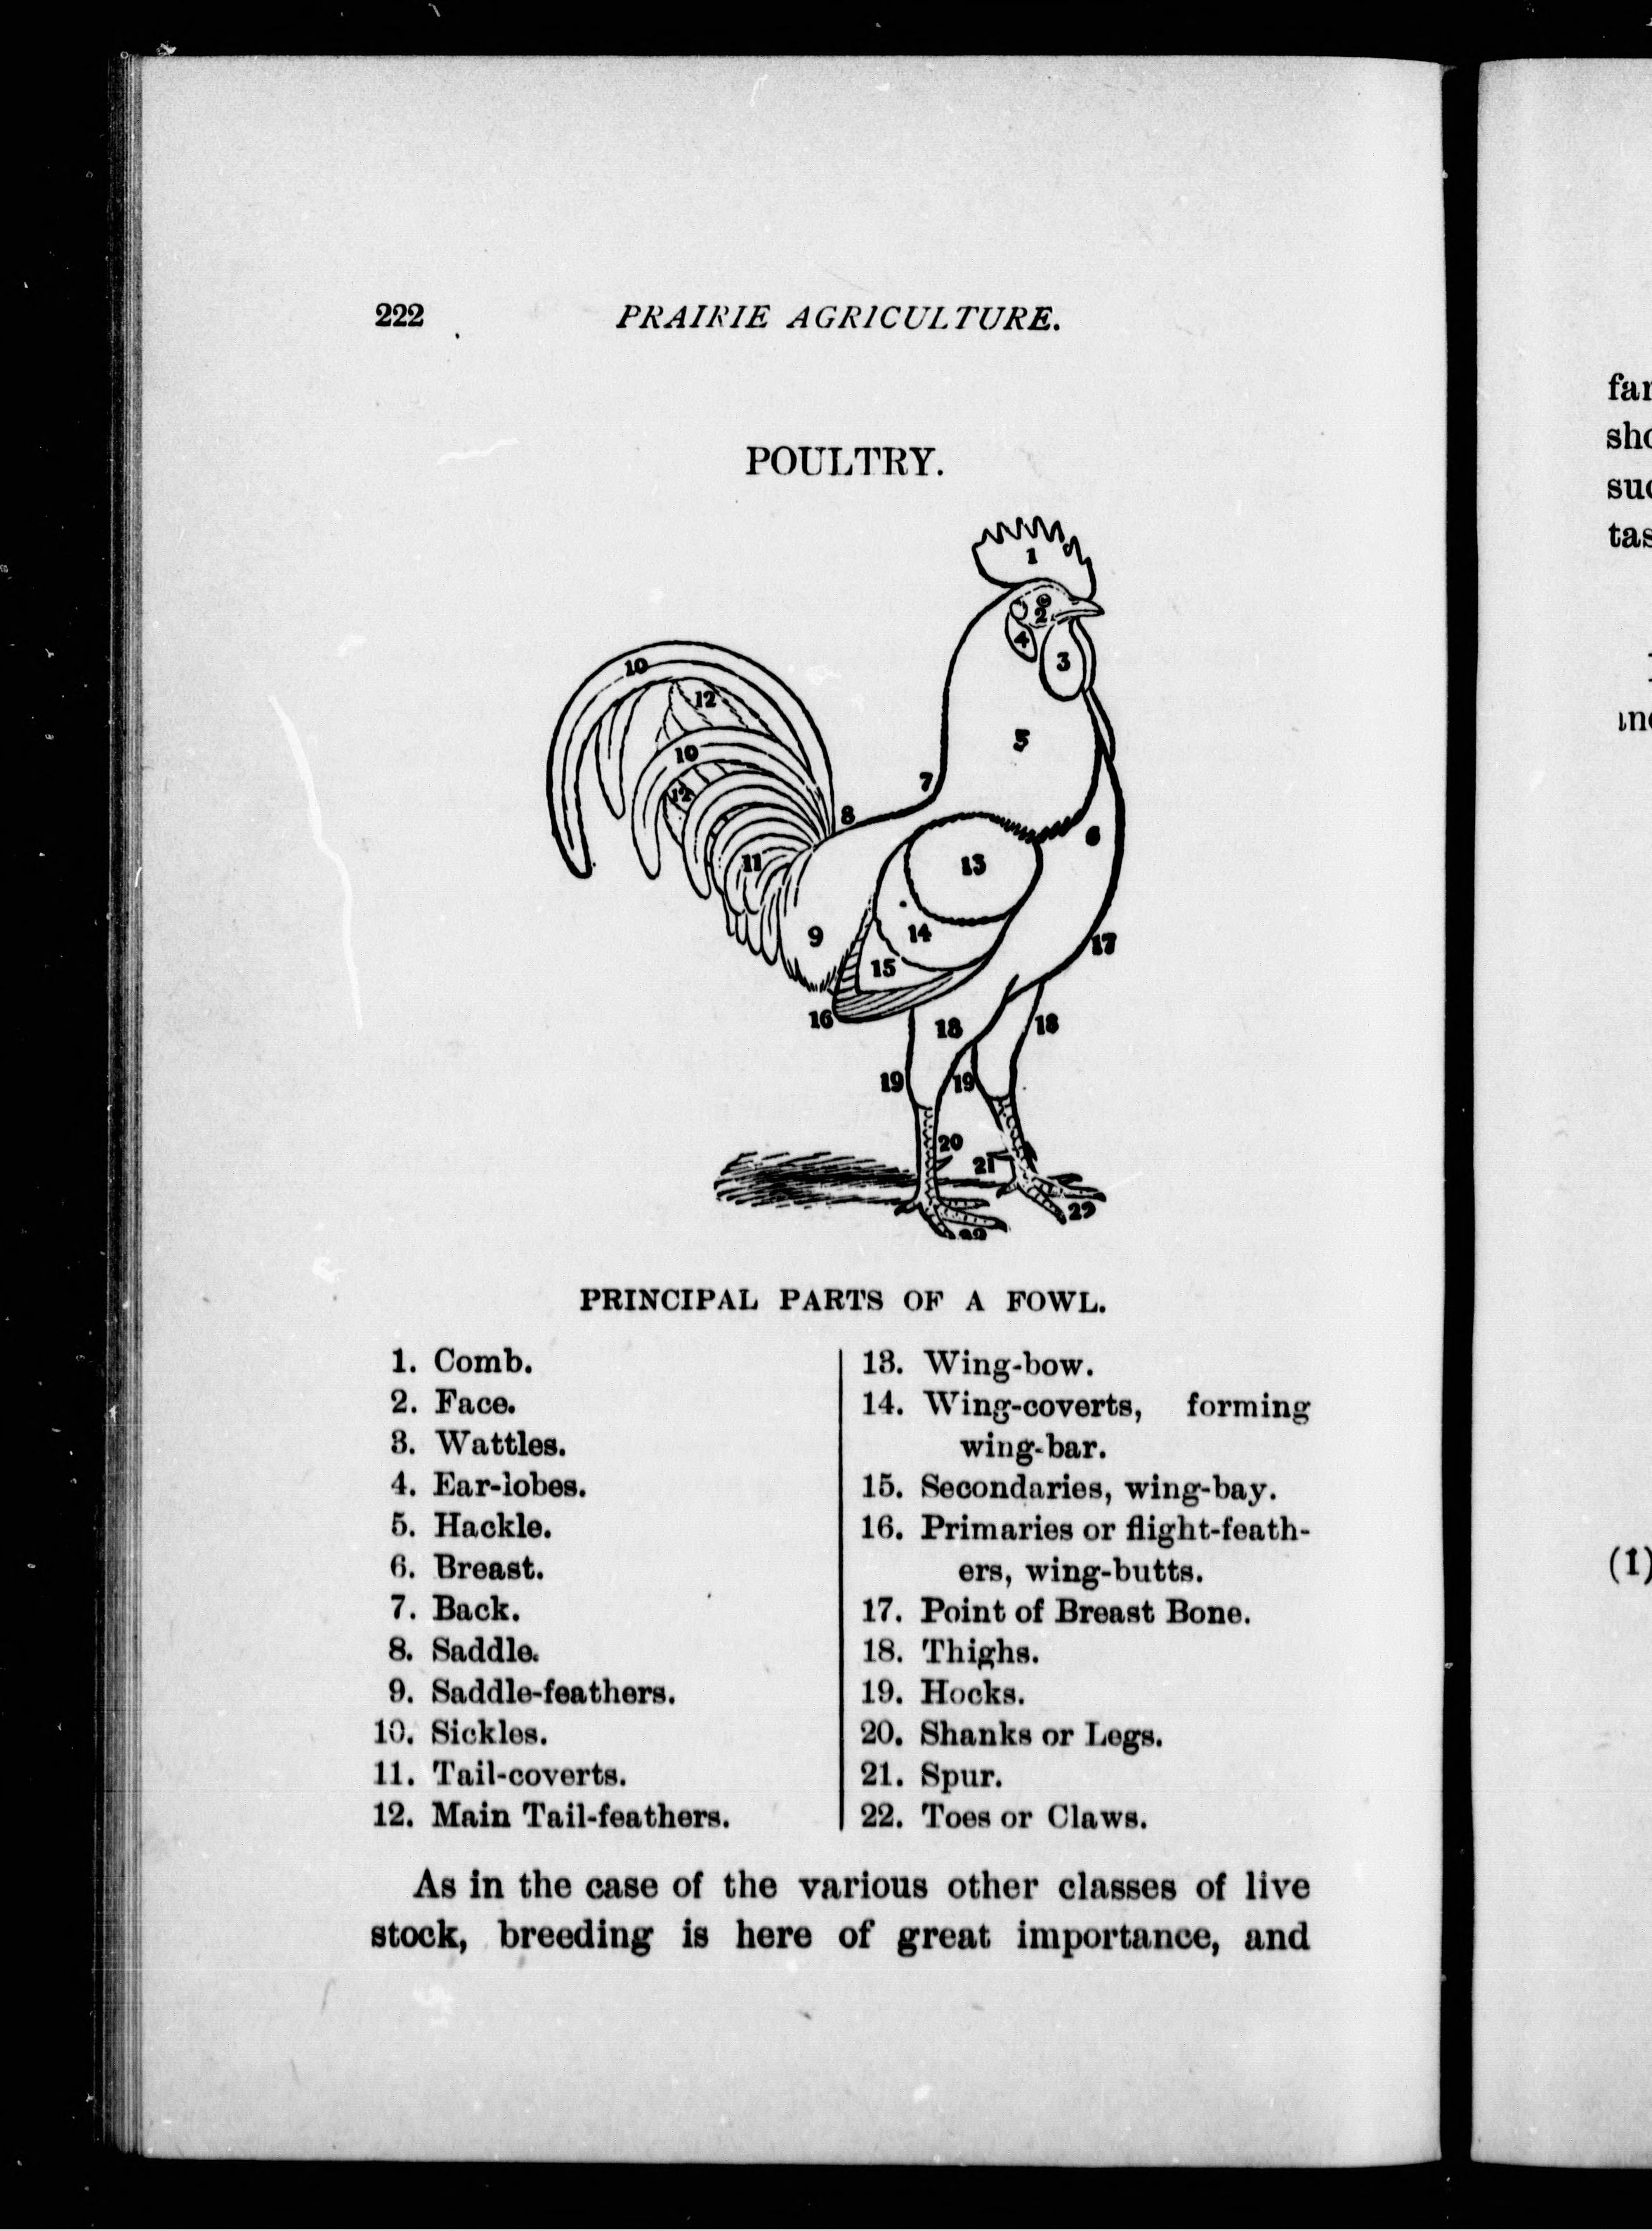 222
PRAIRIE AGRICULTURE.
POULTRY.
1
2
4
3
10
12
5
10
7
12
8
6
11
13
9
14
17
15
16
18
18
19
19
20
21
22
22
PRINCIPAL PARTS OF A FOWL.
1. Comb.
2. Face.
3. Wattles.
4. Ear-lobes.
5. Hackle.
6. Breast.
7. Back.
8. Saddle.
9. Saddle-feathers.
10. Sickles.
11. Tail-coverts.
12. Main Tail-feathers.
13. Wing-bow.
14. Wing-coverts, forming
wing-bar.
15. Secondaries, wing-bay.
16. Primaries or flight-feath-
ers, wing-butts.
17. Point of Breast Bone.
18. Thighs.
19. Hocks.
20. Shanks or Legs.
21. Spur.
22. Toes or Claws.
As in the case of the various other classes of live
stock, breeding is here of great importance, and
(1)